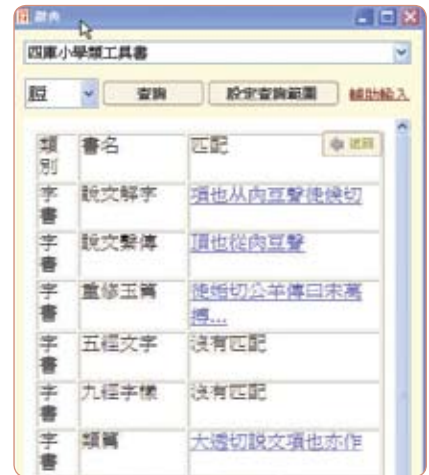 辭典
四庫小學類工具書
脰 查詢 設定查詢範圍 輔助輸入
類別 書名 匹配 返回
字書 說文解字 項也从肉豆聲徒候切
字書 說文繫傳 項也從肉豆聲
字書 重修玉篇 徒姤切公羊傳曰宋萬
搏...
字書 五經文字 沒有匹配
字書 九經字樣 沒有匹配
字書 類篇 大透切說文項也亦作